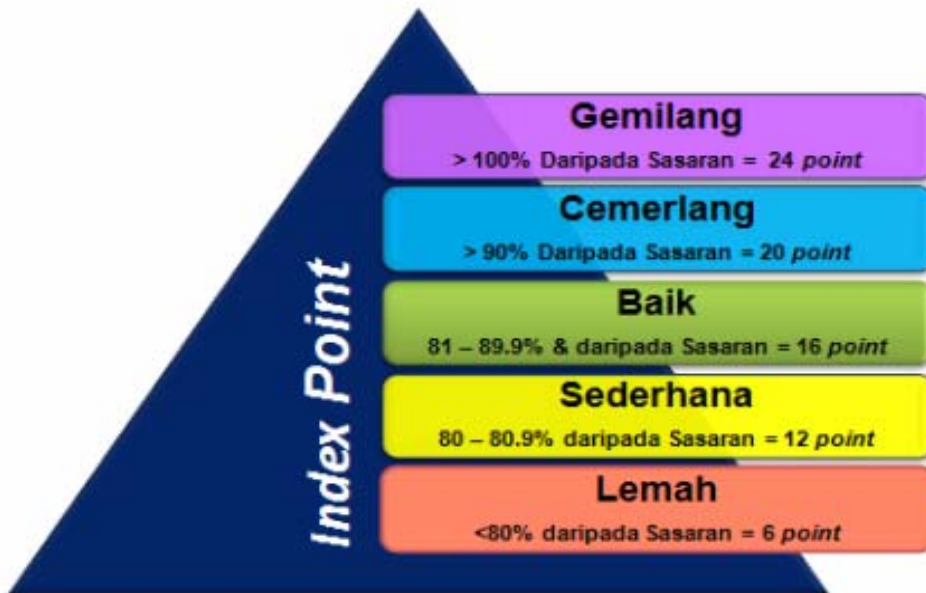 Index Point
Gemilang
> 100% Daripada Sasaran = 24 point
Cemerlang
> 90% Daripada Sasaran = 20 point
Baik
81 – 89.9% & daripada Sasaran = 16 point
Sederhana
80 – 80.9% daripada Sasaran = 12 point
Lemah
<80% daripada Sasaran = 6 point